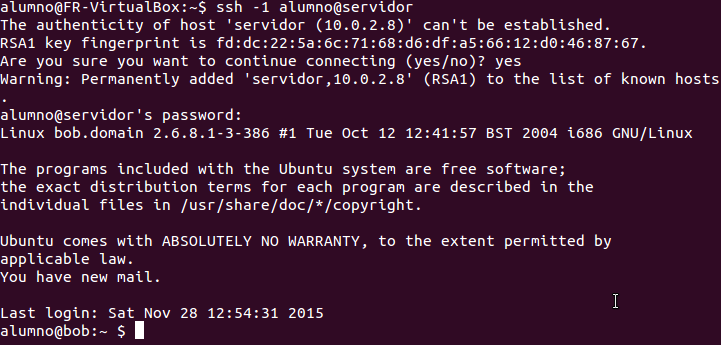 alumno@FR-VirtualBox:~$ ssh -1 alumno@servidor
The authenticity of host 'servidor (10.0.2.8)' can't be established.
RSA1 key fingerprint is fd:dc:22:5a:6c:71:68:d6:df:a5:66:12:d0:46:87:67.
Are you sure you want to continue connecting (yes/no)? yes
Warning: Permanently added 'servidor,10.0.2.8' (RSA1) to the list of known hosts
.
alumno@servidor's password:
Linux bob.domain 2.6.8.1-3-386 #1 Tue Oct 12 12:41:57 BST 2004 i686 GNU/Linux
The programs included with the Ubuntu system are free software;
the exact distribution terms for each program are described in the
individual files in /usr/share/doc/*/copyright.
Ubuntu comes with ABSOLUTELY NO WARRANTY, to the extent permitted by
applicable law.
You have new mail.
Last login: Sat Nov 28 12:54:31 2015
alumno@bob:~ $